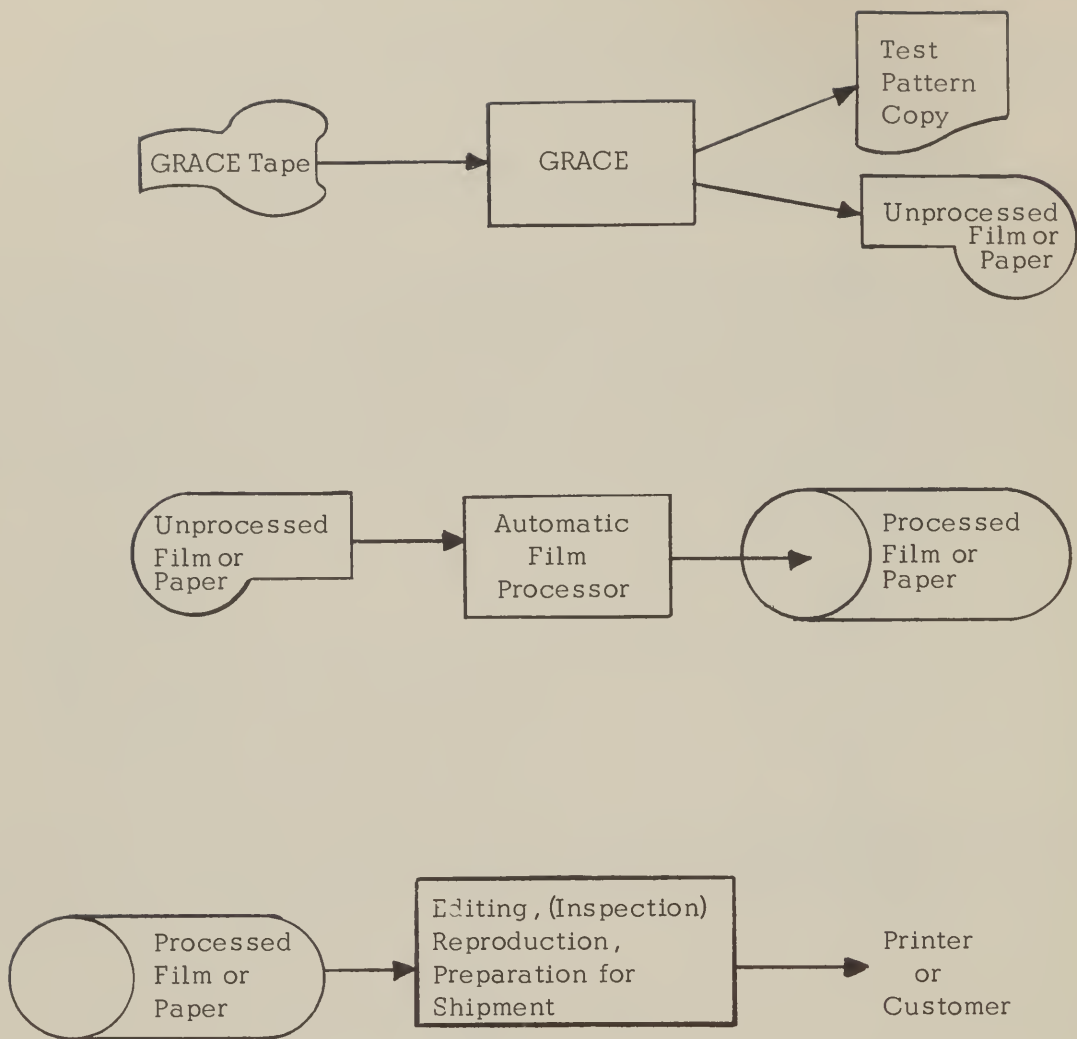 GRACE Tape
GRACE
Test
Pattern
Copy
Unprocessed
Film or
Paper
Unprocessed
Film or
Paper
Automatic
Film
Processor
Processed
Film or
Paper
Processed
Film or
Paper
Editing, (Inspection)
Reproduction,
Preparation for
Shipment
Printer
or
Customer